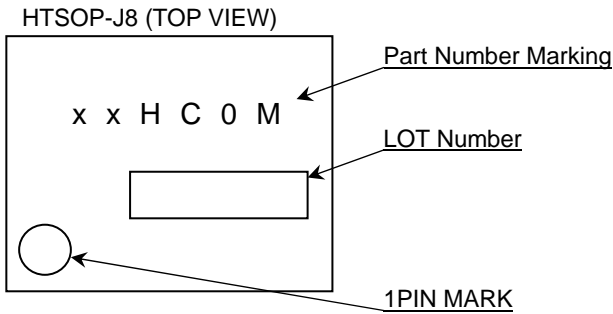 HTSOP-J8 (TOP VIEW)
Part Number Marking
x x H C 0 M
LOT Number
1PIN MARK